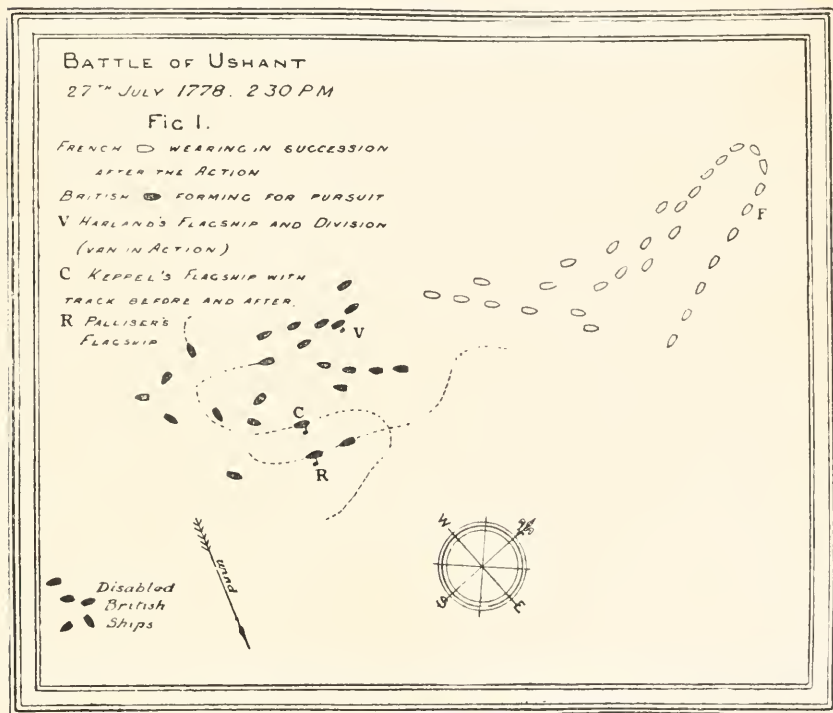 BATTLE OF USHANT
27TH JULY 1778. 2 30 PM
FIG 1.
FRENCH WEARING IN SUCCESSION
AFTER THE ACTION
BRITISH FORMING FOR PURSUIT
V HARLAND'S FLAGSHIP AND DIVISION
(VAN IN ACTION)
C KEPPEL'S FLAGSHIP WITH
TRACK BEFORE AND AFTER.
R PALLISER'S
FLAGSHIP
F
V
C
R
W
E
S
wind
Disabled
British
Ships